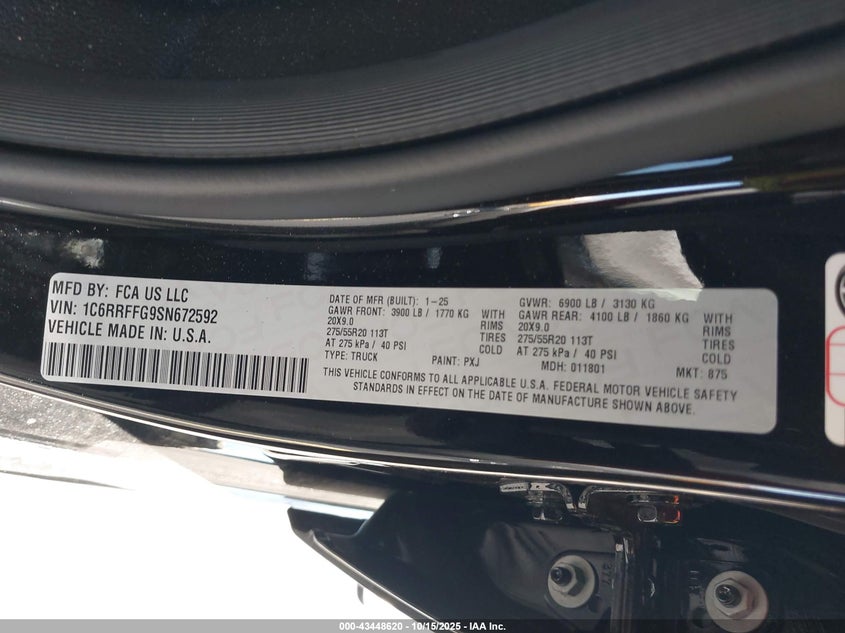 MFD BY: FCA US LLC
VIN: 1C6RRFFG9SN672592
VEHICLE MADE IN U.S.A.
DATE OF MFR (BUILT): 1-25
GAWR FRONT: 3900 LB / 1770 KG WITH
20X9.0 RIMS
275/55R20 113T TIRES
AT 275 kPa / 40 PSI COLD
TYPE: TRUCK PAINT: PXJ
GVWR: 6900 LB / 3130 KG
GAWR REAR: 4100 LB / 1860 KG WITH
20X9.0 RIMS
275/55R20 113T TIRES
AT 275 kPa / 40 PSI COLD
MDH: 011801 MKT: 875
THIS VEHICLE CONFORMS TO ALL APPLICABLE U.S.A. FEDERAL MOTOR VEHICLE SAFETY
STANDARDS IN EFFECT ON THE DATE OF MANUFACTURE SHOWN ABOVE.
000-43448620 - 10/15/2025 - IAA Inc.